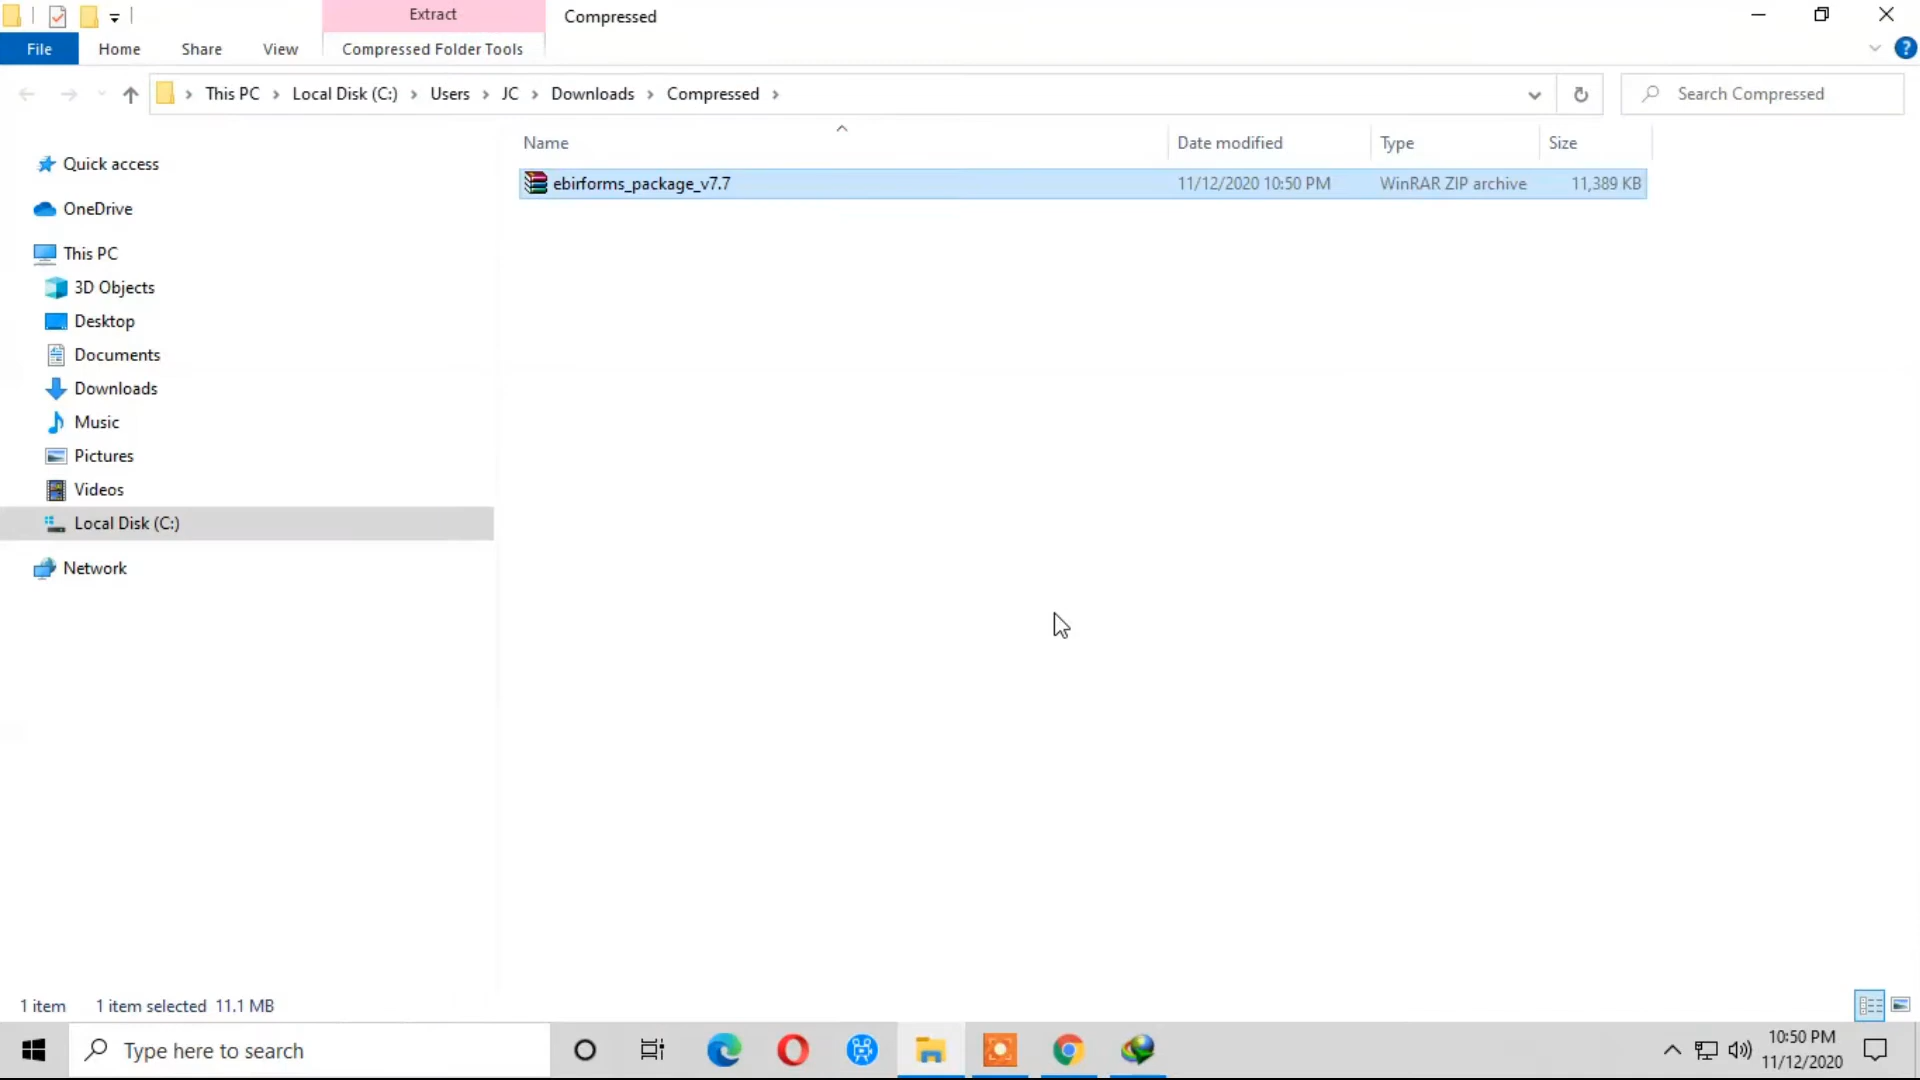 Extract
Compressed
File
Home
Share
View
Compressed Folder Tools
?
This PC
Local Disk (C:)
Users
JC
Downloads
Compressed
Search Compressed
Name
Date modified
Type
Size
ebirforms_package_v7.7
11/12/2020 10:50 PM
WinRAR ZIP archive
11,389 KB
Quick access
OneDrive
This PC
3D Objects
Desktop
Documents
Downloads
Music
Pictures
Videos
Local Disk (C:)
Network
1 item
1 item selected 11.1 MB
Type here to search
10:50 PM
11/12/2020